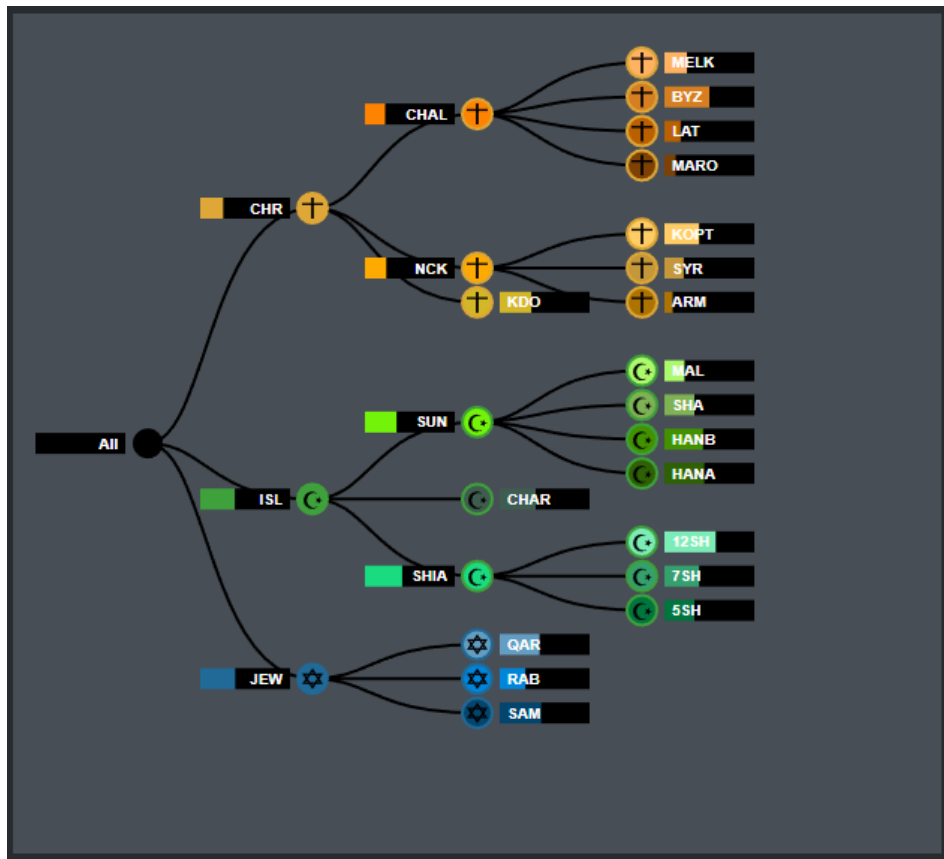 MELK
CHAL
BYZ
LAT
MARO
CHR
KOPT
NCK
SYR
KDO
ARM
MAL
SUN
SHA
HANB
All
HANA
ISL
CHAR
12SH
SHIA
7SH
5SH
QAR
JEW
RAB
SAM